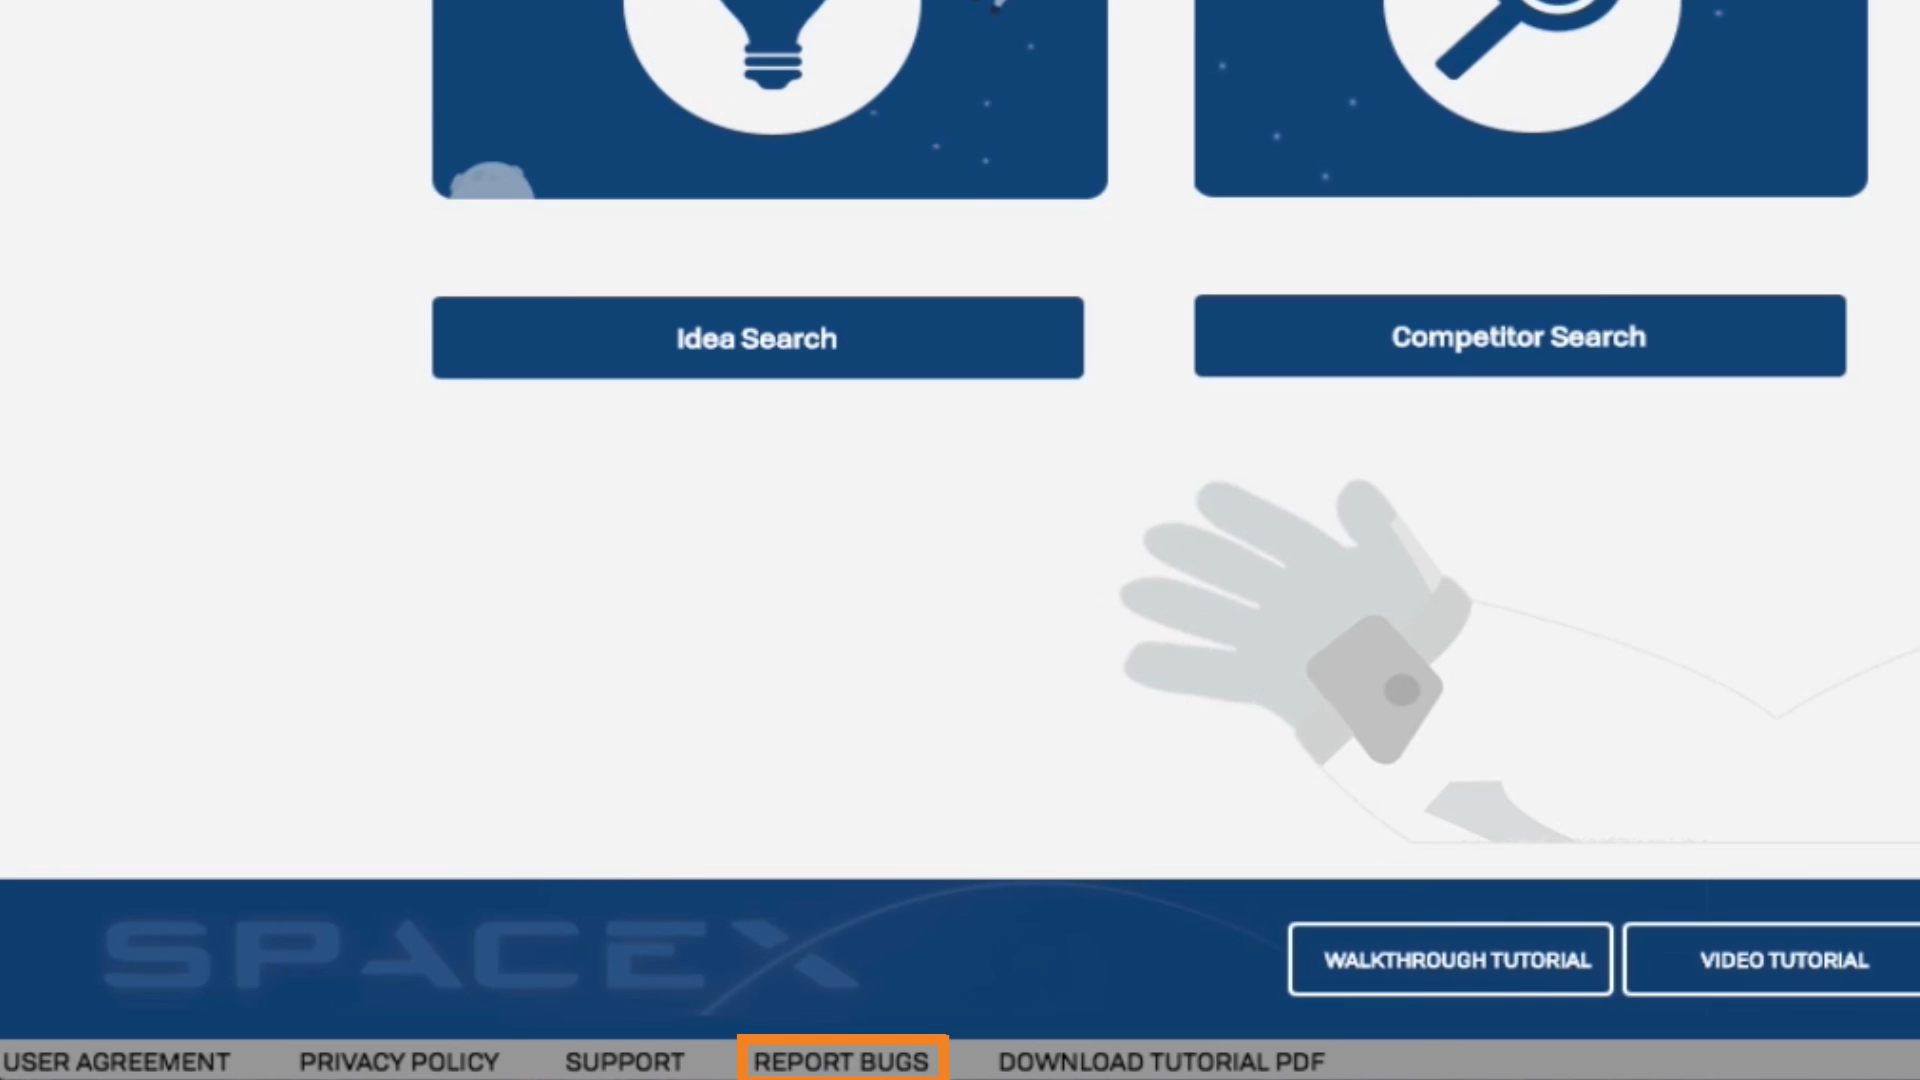 Idea Search
Competitor Search
SPACEX
WALKTHROUGH TUTORIAL
VIDEO TUTORIAL
USER AGREEMENT
PRIVACY POLICY
SUPPORT
REPORT BUGS
DOWNLOAD TUTORIAL PDF